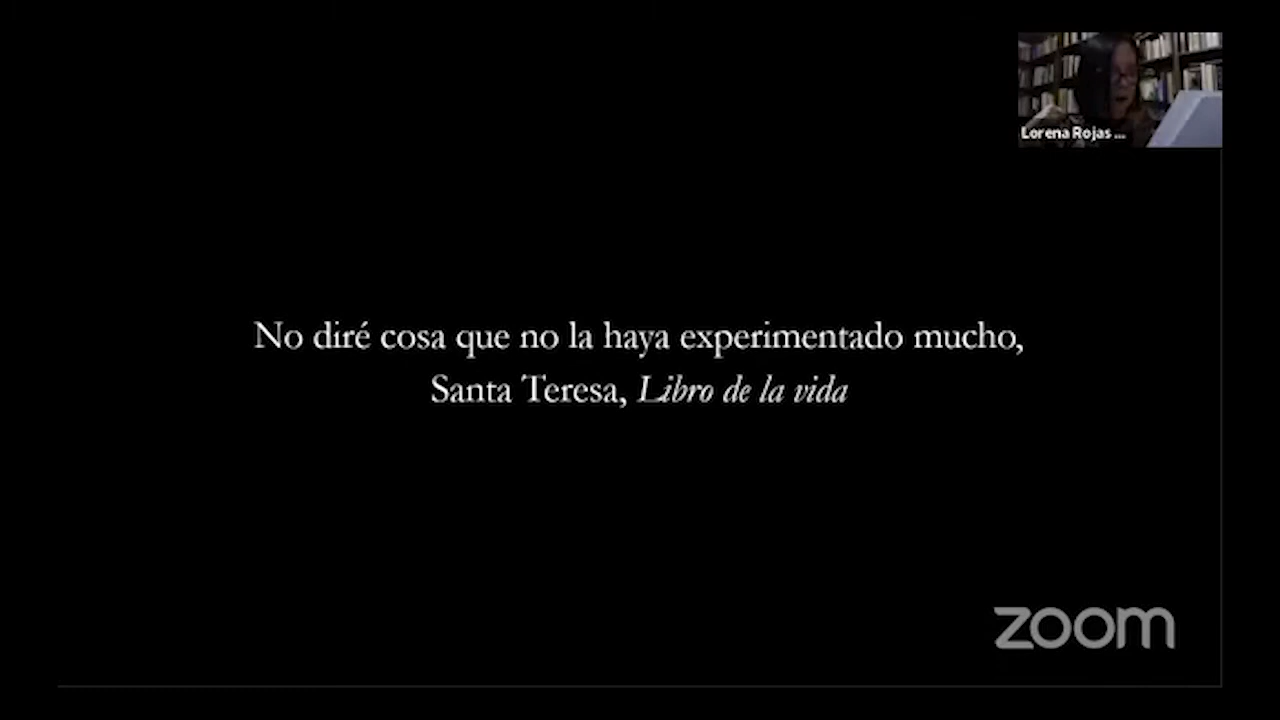 Lorena Rojas ...
No diré cosa que no la haya experimentado mucho,
Santa Teresa, Libro de la vida
zoom